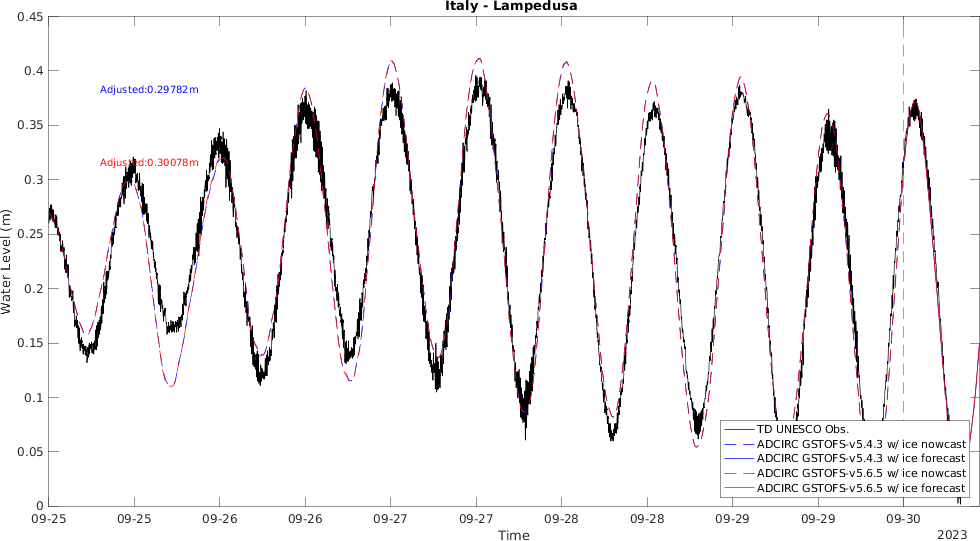 Italy - Lampedusa
0.45
0.4
0.35
0.3
0.25
0.2
0.15
0.1
0.05
0
Water Level (m)
Adjusted:0.29782m
Adjusted:0.30078m
TD UNESCO Obs.
ADCIRC GSTOFS-v5.4.3 w/ ice nowcast
ADCIRC GSTOFS-v5.4.3 w/ ice forecast
ADCIRC GSTOFS-v5.6.5 w/ ice nowcast
ADCIRC GSTOFS-v5.6.5 w/ ice forecast
09-25 09-25 09-26 09-26 09-27 09-27 09-28 09-28 09-29 09-29 09-30
Time
2023